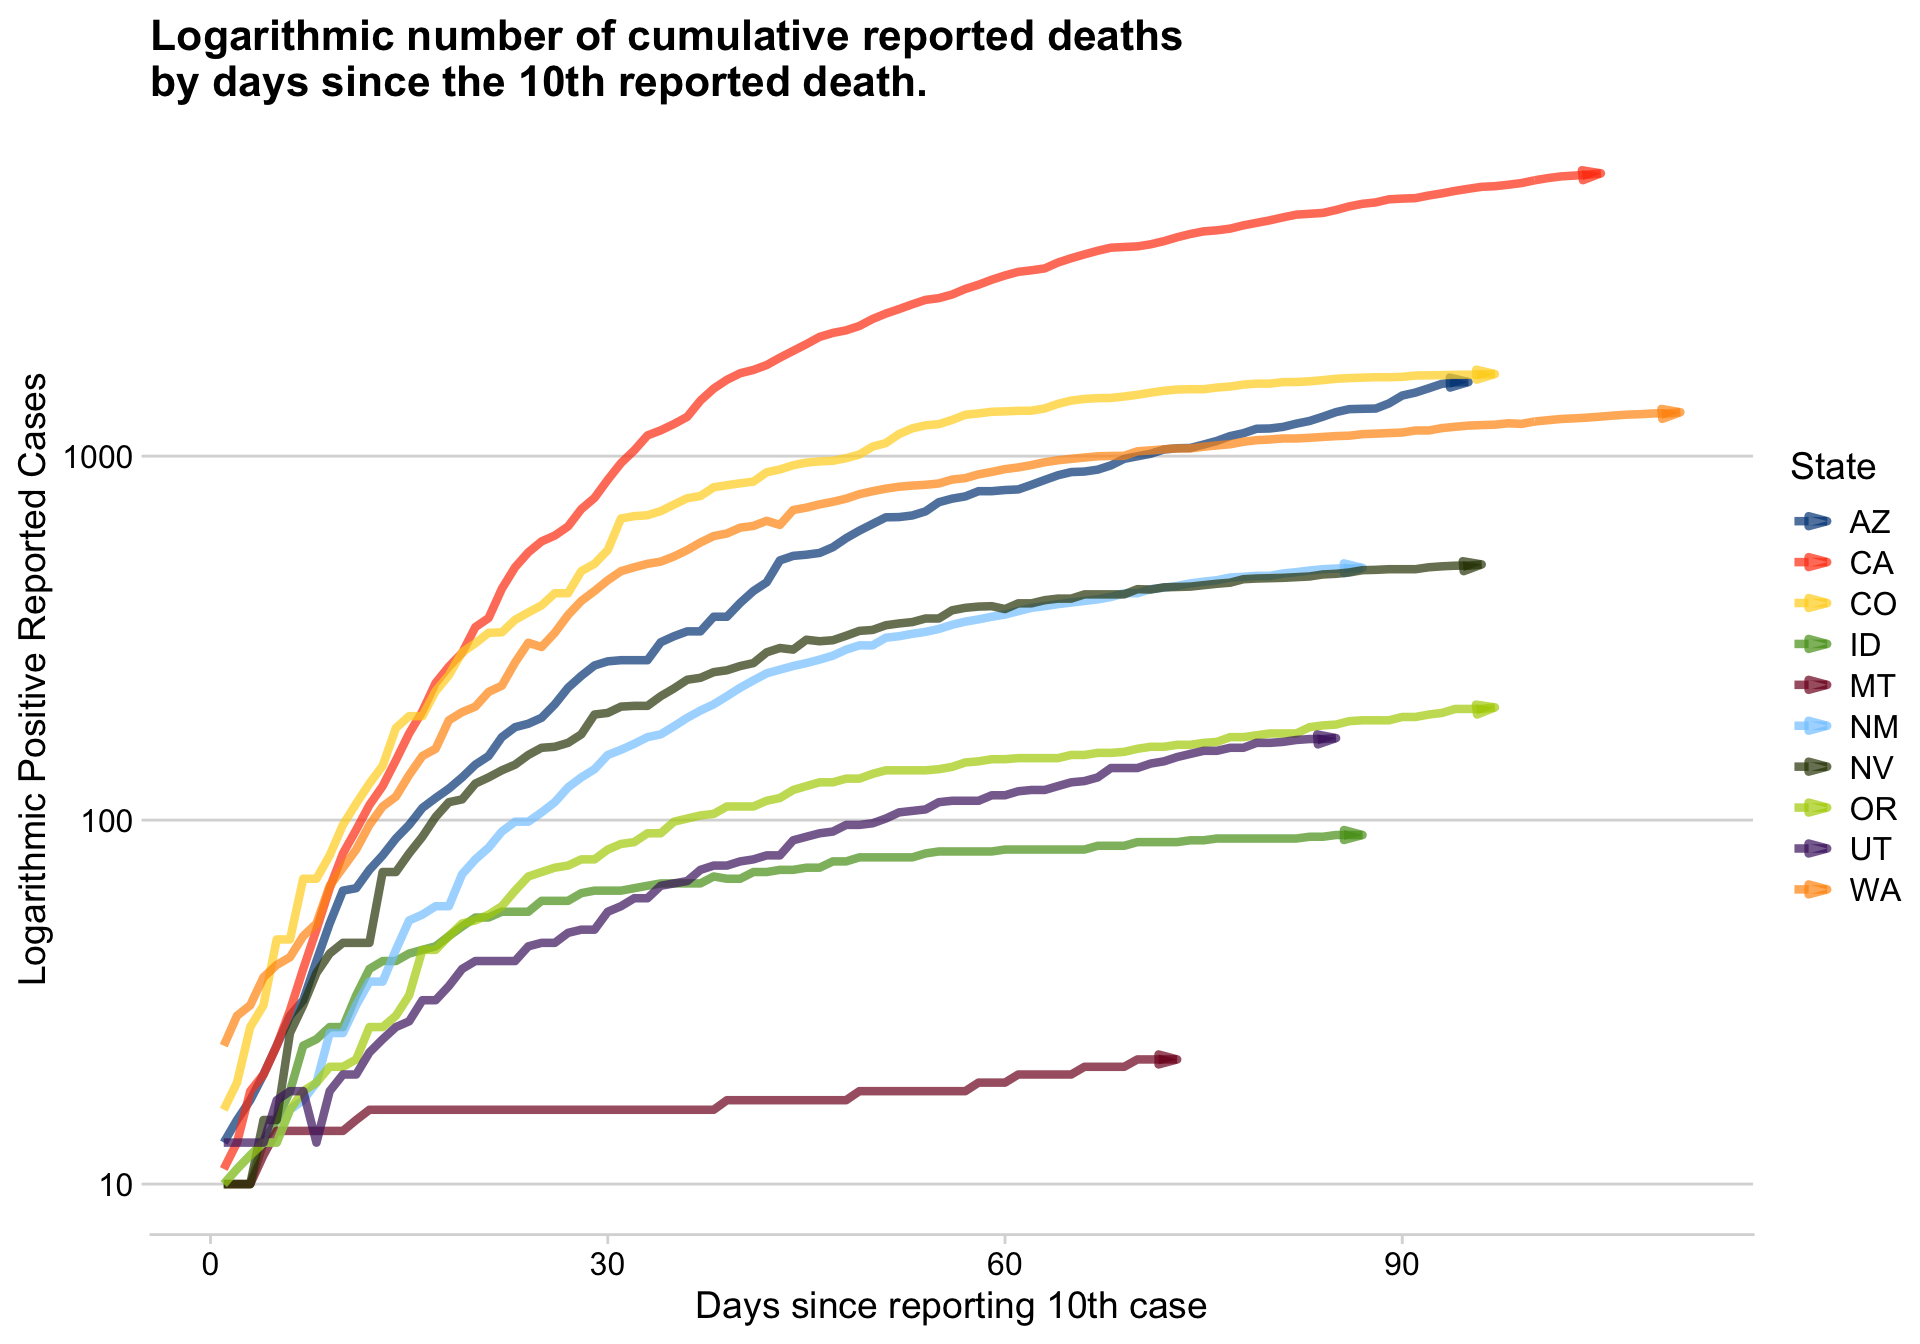 Logarithmic number of cumulative reported deaths
by days since the 10th reported death.
Logarithmic Positive Reported Cases
1000
100
10
0
30
60
90
Days since reporting 10th case
State
AZ
CA
CO
ID
MT
NM
NV
OR
UT
WA